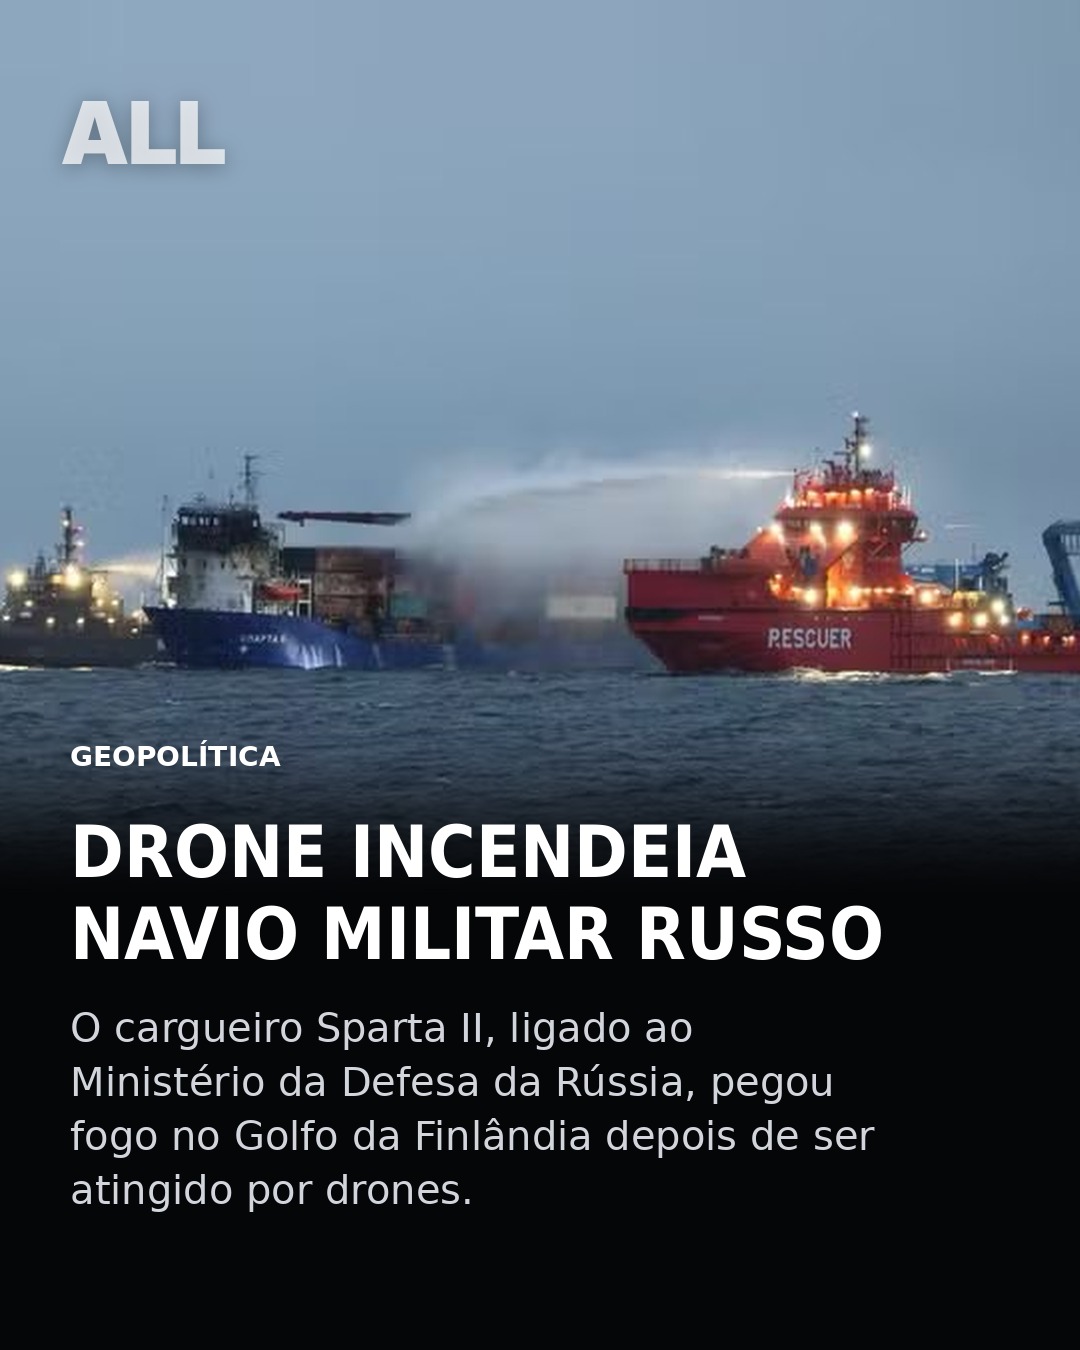 ALL
RESCUER
GEOPOLÍTICA
DRONE INCENDEIA
NAVIO MILITAR RUSSO
O cargueiro Sparta II, ligado ao
Ministério da Defesa da Rússia, pegou
fogo no Golfo da Finlândia depois de ser
atingido por drones.